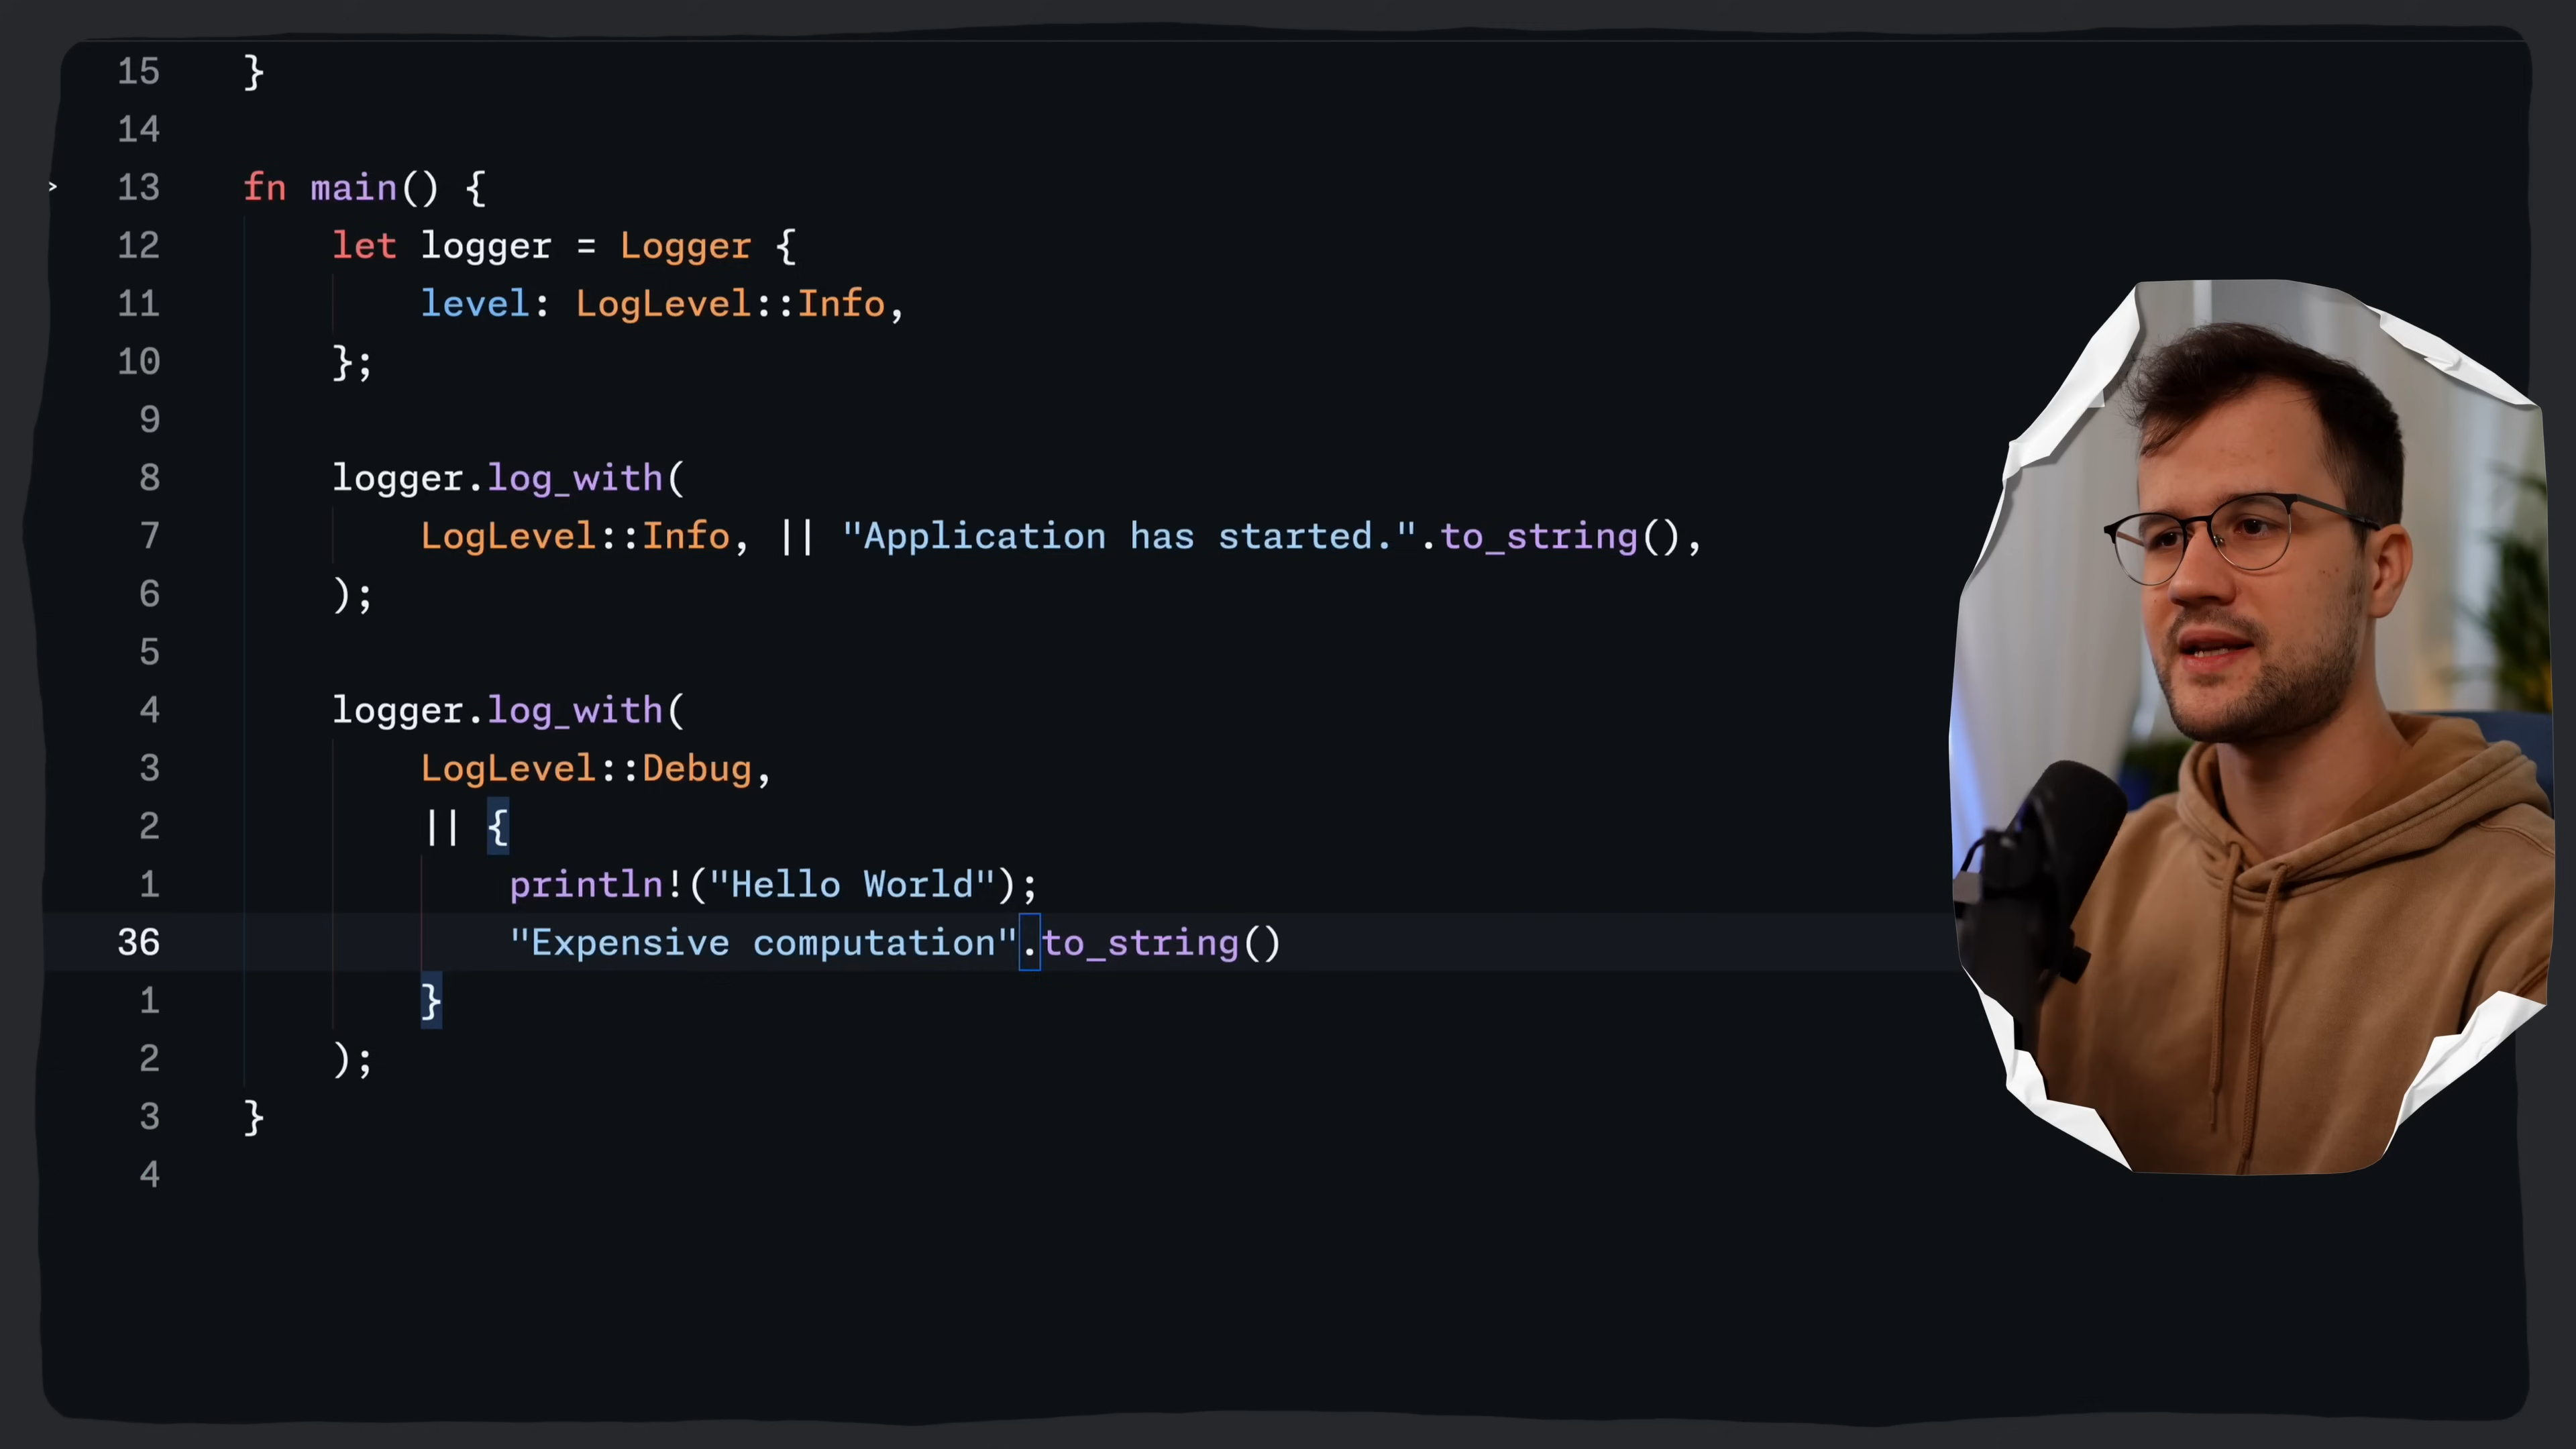 15 }
14
> 13 fn main() {
12 let logger = Logger {
11 level: LogLevel::Info,
10 };
9
8 logger.log_with(
7 LogLevel::Info, || "Application has started.".to_string(),
6 );
5
4 logger.log_with(
3 LogLevel::Debug,
2 || {
1 println!("Hello World");
36 "Expensive computation".to_string()
1 }
2 );
3 }
4